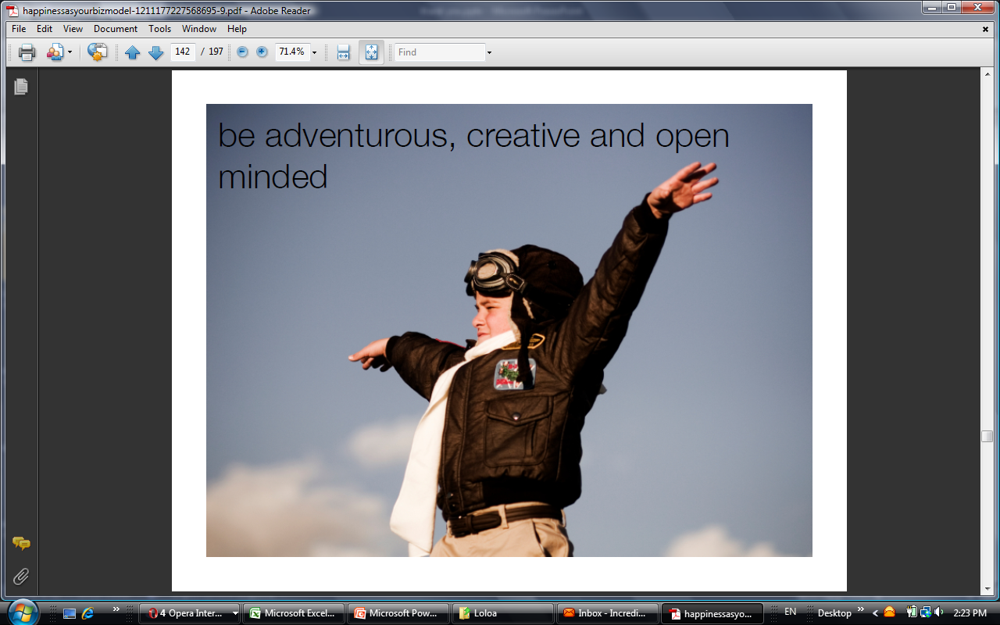 happinessasyourbizmodel-1211177227568695-9.pdf - Adobe Reader
File Edit View Document Tools Window Help
142 / 197 71.4% Find
be adventurous, creative and open
minded
4 Opera Inter... Microsoft Excel... Microsoft Pow... Loloa Inbox - Incredi... happinessasyo... EN Desktop 2:23 PM